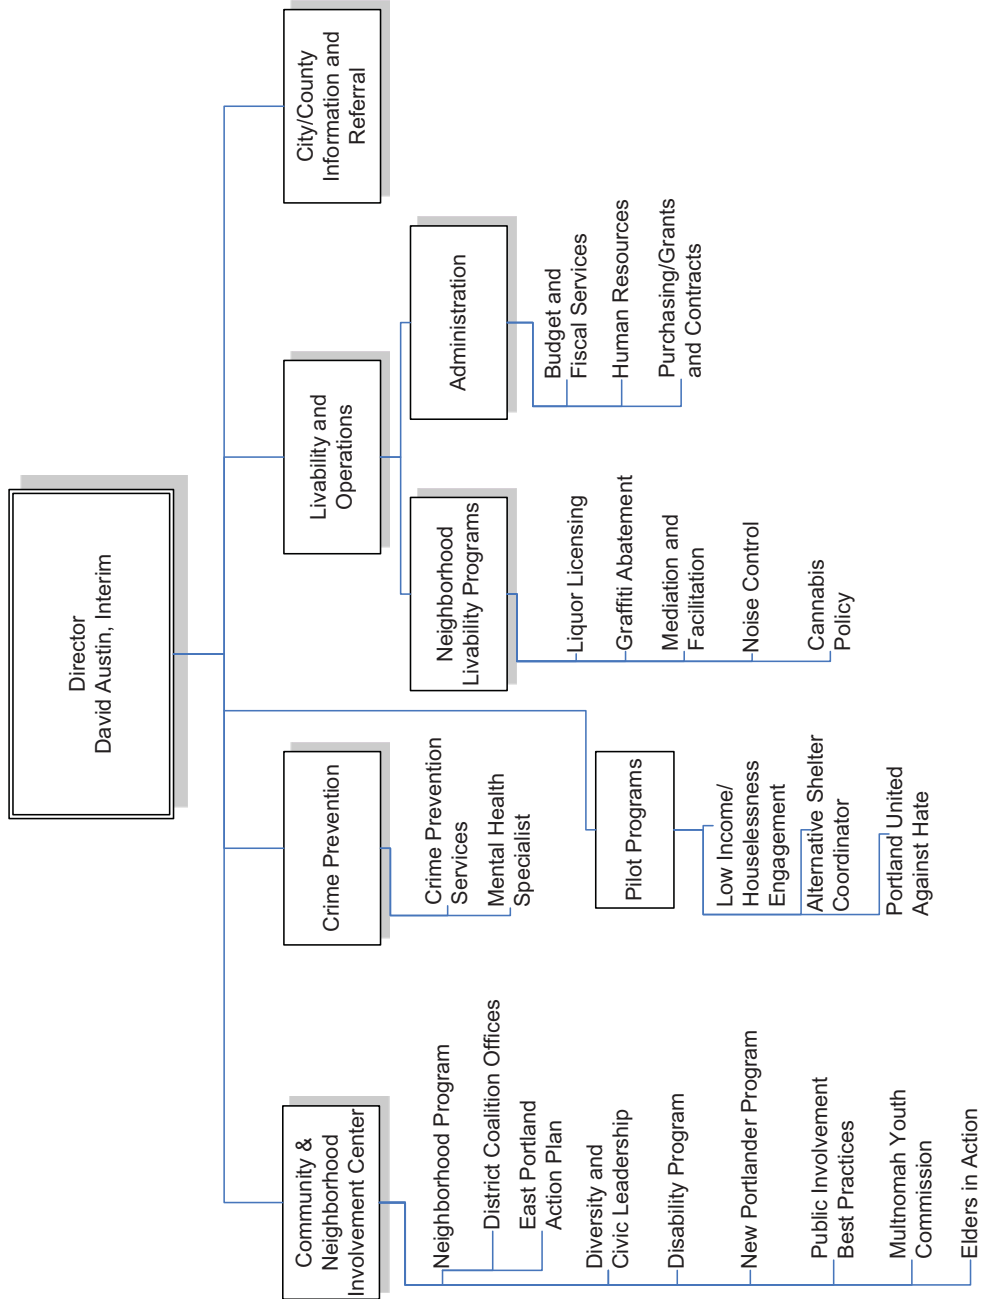 Director
David Austin, Interim
Community &
Neighborhood
Involvement Center
Neighborhood Program
District Coalition Offices
East Portland
Action Plan
Diversity and
Civic Leadership
Disability Program
New Portlander Program
Public Involvement
Best Practices
Multnomah Youth
Commission
Elders in Action
Crime Prevention
Crime Prevention
Services
Mental Health
Specialist
Pilot Programs
Low Income/
Houselessness
Engagement
Alternative Shelter
Coordinator
Portland United
Against Hate
Livability and
Operations
Neighborhood
Livability Programs
Liquor Licensing
Graffiti Abatement
Mediation and
Facilitation
Noise Control
Cannabis
Policy
Administration
Budget and
Fiscal Services
Human Resources
Purchasing/Grants
and Contracts
City/County
Information and
Referral